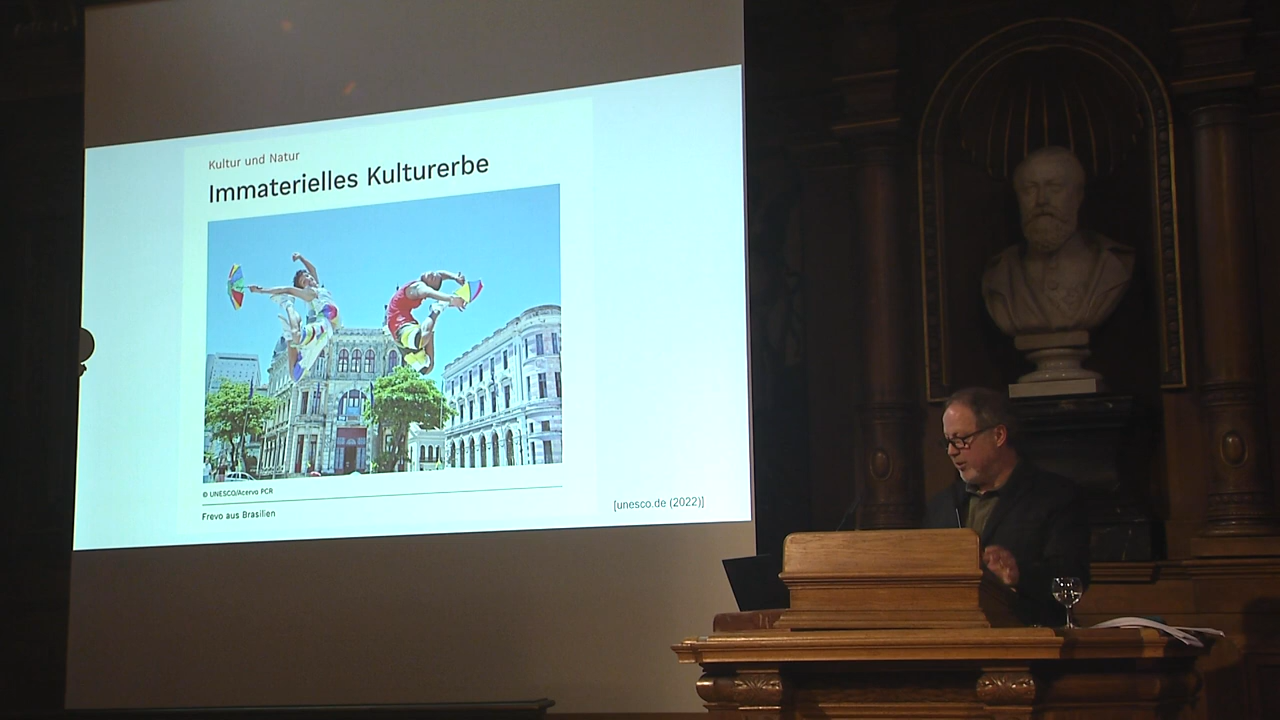 Kultur und Natur
Immaterielles Kulturerbe
© UNESCO/Acervo PCR
Frevo aus Brasilien
[unesco.de (2022)]